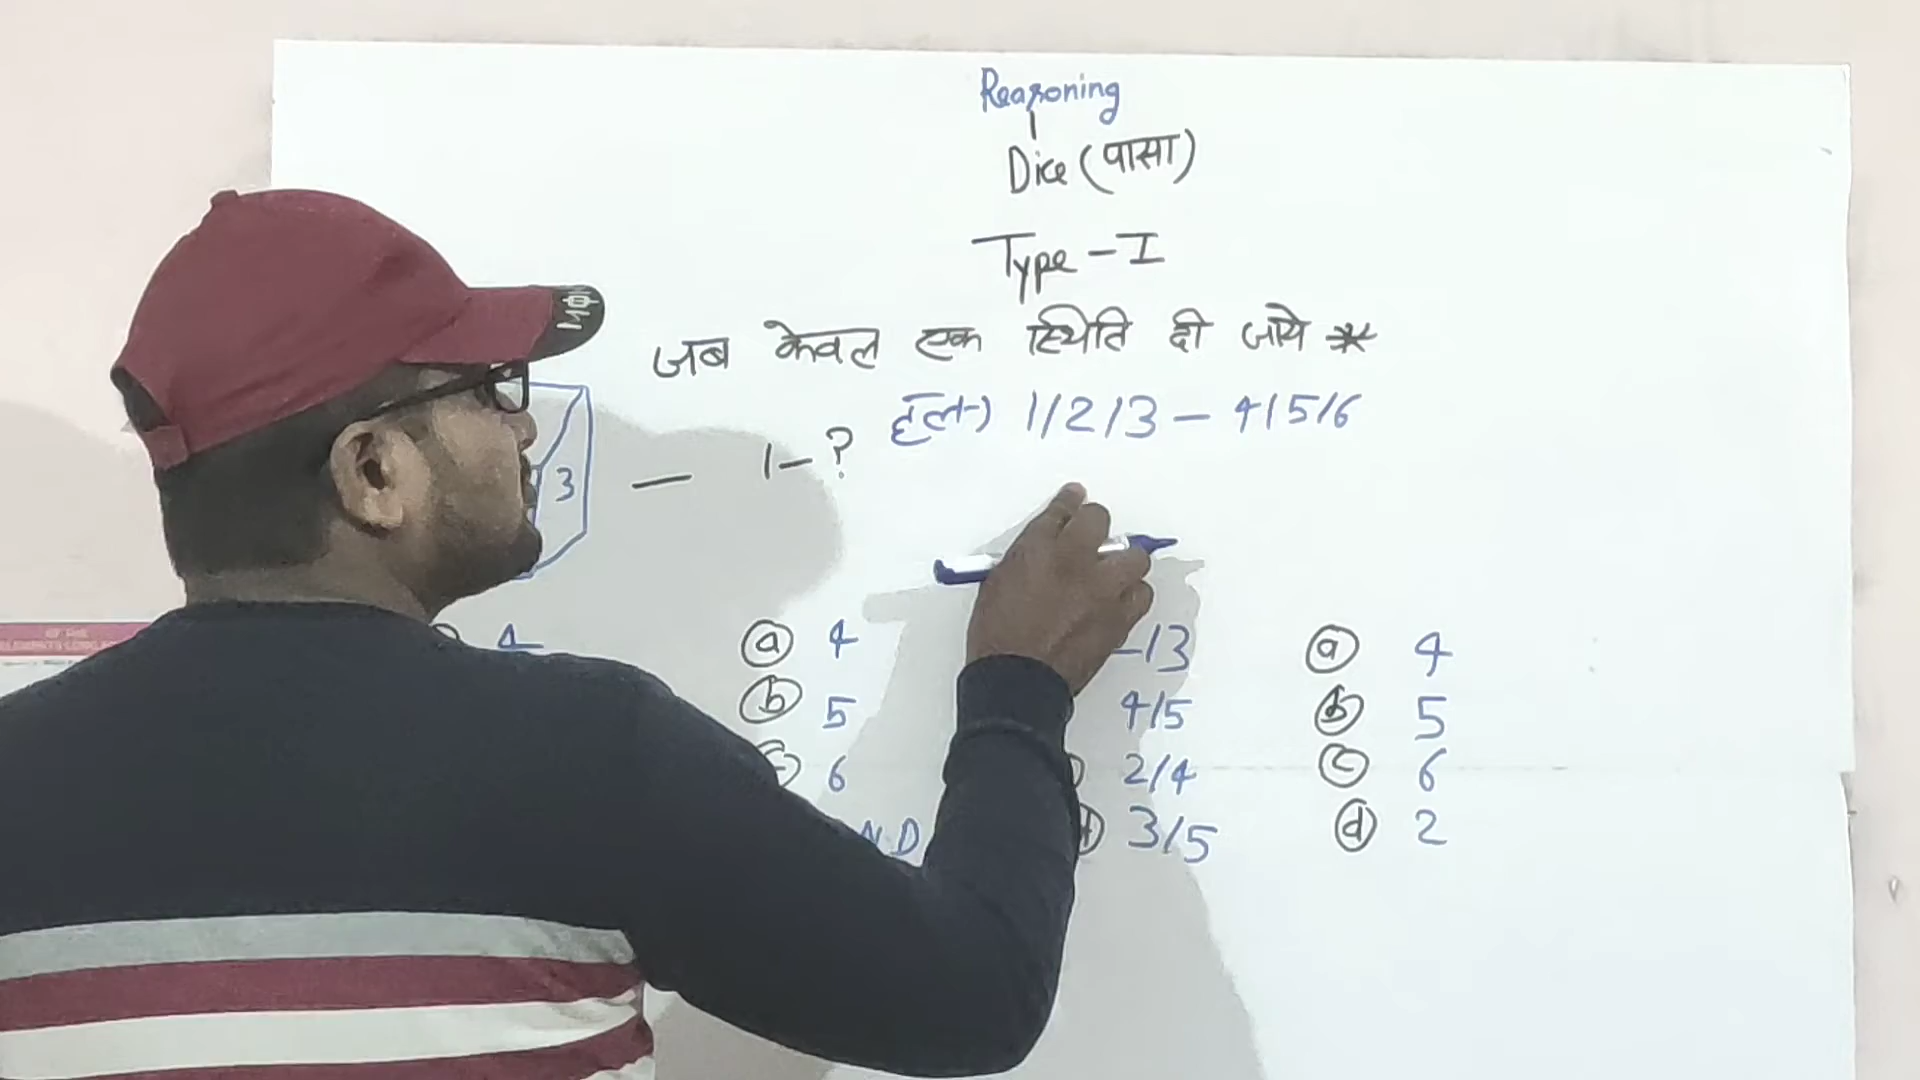 Reasoning
Dice (पासा)
Type - I
जब केवल एक स्थिति दी जाये *
हल→ 1/2/3 - 4/5/6
3 — 1 - ?
4
a 4
b 5
c 6
N.D
-13
4/5
2/4
3/5
a 4
b 5
c 6
d 2